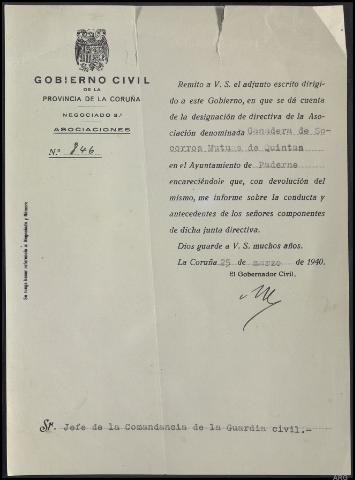 GOBIERNO CIVIL
DE LA
PROVINCIA DE LA CORUÑA
NEGOCIADO 3.º
ASOCIACIONES
N.º 846
Remito a V. S. el adjunto escrito dirigi-
do a este Gobierno, en que se dá cuenta
de la designación de directiva de la Aso-
ciación denominada Ganadera de So-
corros Mutuos de Quintas
en el Ayuntamiento de Paderne
encareciéndole que, con devolución del
mismo, me informe sobre la conducta y
antecedentes de los señores componentes
de dicha junta directiva.
Dios guarde a V. S. muchos años.
La Coruña 25 de marzo de 1940.
El Gobernador Civil,
Sr. Jefe de la Comandancia de la Guardia civil.-
ARG